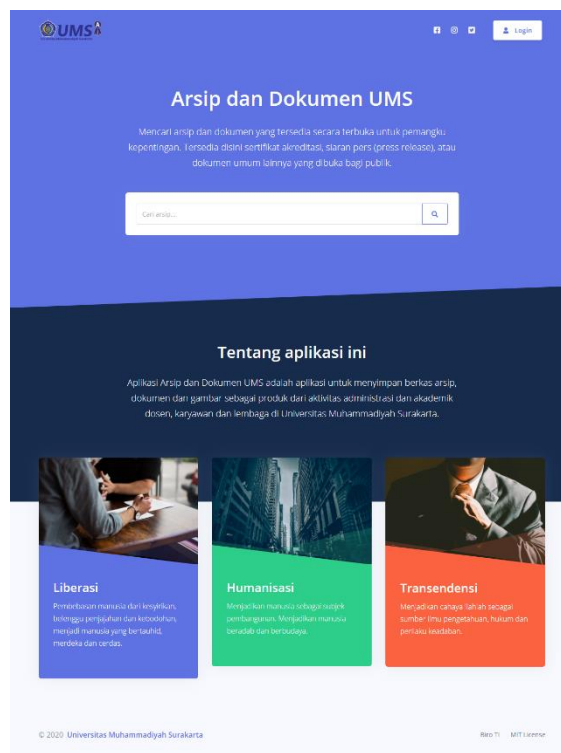 UMS
Login
Arsip dan Dokumen UMS
Mencari arsip dan dokumen yang tersedia secara terbuka untuk pemangku
kepentingan. Tersedia disini sertifikat akreditasi, siaran pers (press release), atau
dokumen umum lainnya yang dibuka bagi publik.
Cari arsip...
Tentang aplikasi ini
Aplikasi Arsip dan Dokumen UMS adalah aplikasi untuk menyimpan berkas arsip,
dokumen dan gambar sebagai produk dari aktivitas administrasi dan akademik
dosen, karyawan dan lembaga di Universitas Muhammadiyah Surakarta.
Liberasi
Pembebasan manusia dari kesyirikan,
belenggu penjajahan dan kebodohan,
menjadi manusia yang bertauhid,
merdeka dan cerdas.
Humanisasi
Menjadikan manusia sebagai subjek
pembangunan. Menjadikan manusia
beradab dan berbudaya.
Transendensi
Menjadikan cahaya Ilahiah sebagai
sumber ilmu pengetahuan, hukum dan
perilaku keadaban.
© 2020 Universitas Muhammadiyah Surakarta
Biro TI MIT License